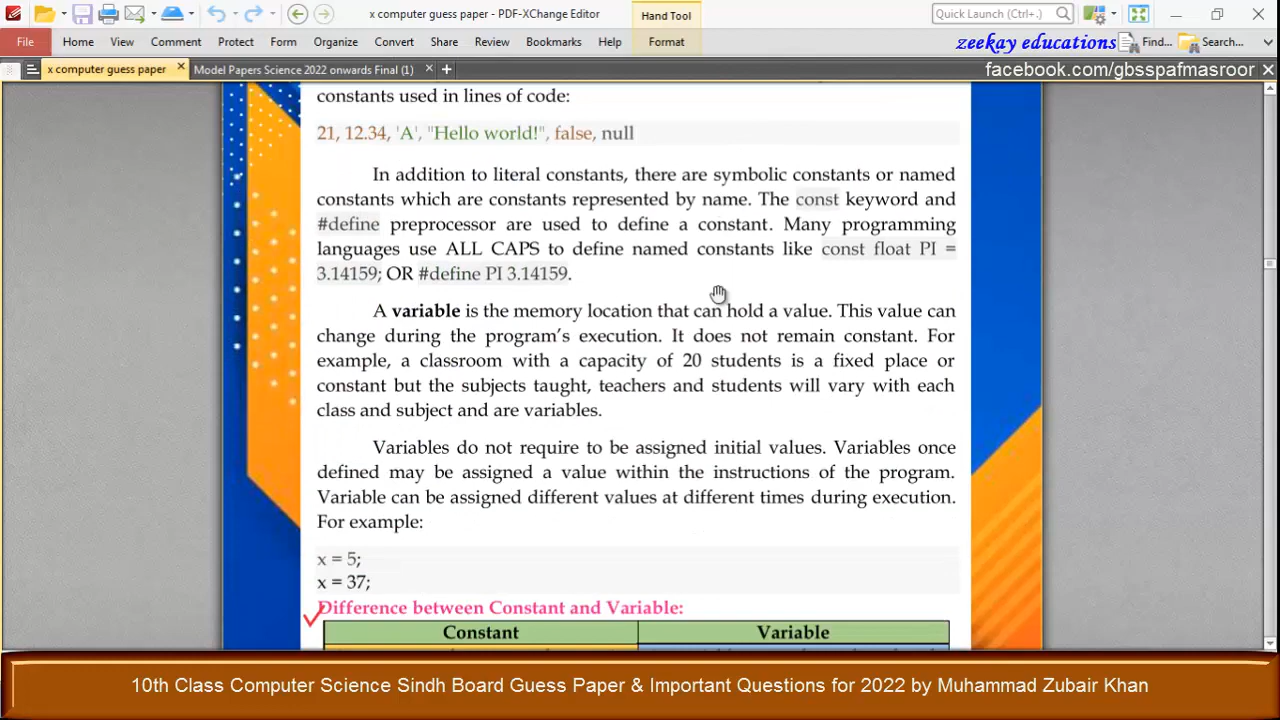 x computer guess paper - PDF-XChange Editor
Hand Tool
Quick Launch (Ctrl+.)
File Home View Comment Protect Form Organize Convert Share Review Bookmarks Help Format
zeekay educations
Find... Search...
x computer guess paper
Model Papers Science 2022 onwards Final (1)
facebook.com/gbsspafmasroor
constants used in lines of code:
21, 12.34, 'A', "Hello world!", false, null
In addition to literal constants, there are symbolic constants or named
constants which are constants represented by name. The const keyword and
#define preprocessor are used to define a constant. Many programming
languages use ALL CAPS to define named constants like const float PI =
3.14159; OR #define PI 3.14159.
A variable is the memory location that can hold a value. This value can
change during the program's execution. It does not remain constant. For
example, a classroom with a capacity of 20 students is a fixed place or
constant but the subjects taught, teachers and students will vary with each
class and subject and are variables.
Variables do not require to be assigned initial values. Variables once
defined may be assigned a value within the instructions of the program.
Variable can be assigned different values at different times during execution.
For example:
x = 5;
x = 37;
Difference between Constant and Variable:
Constant Variable
10th Class Computer Science Sindh Board Guess Paper & Important Questions for 2022 by Muhammad Zubair Khan